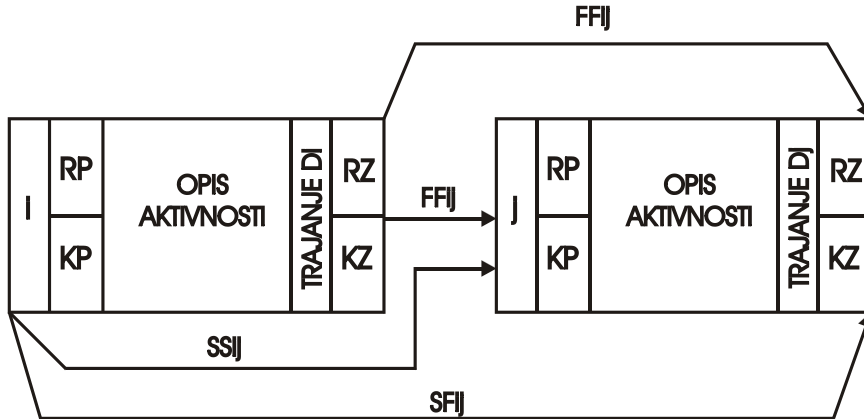 FFIJ
I
RP
KP
OPIS
AKTIVNOSTI
TRAJANJE DI
RZ
KZ
FFIJ
J
RP
KP
OPIS
AKTIVNOSTI
TRAJANJE DJ
RZ
KZ
SSIJ
SFIJ